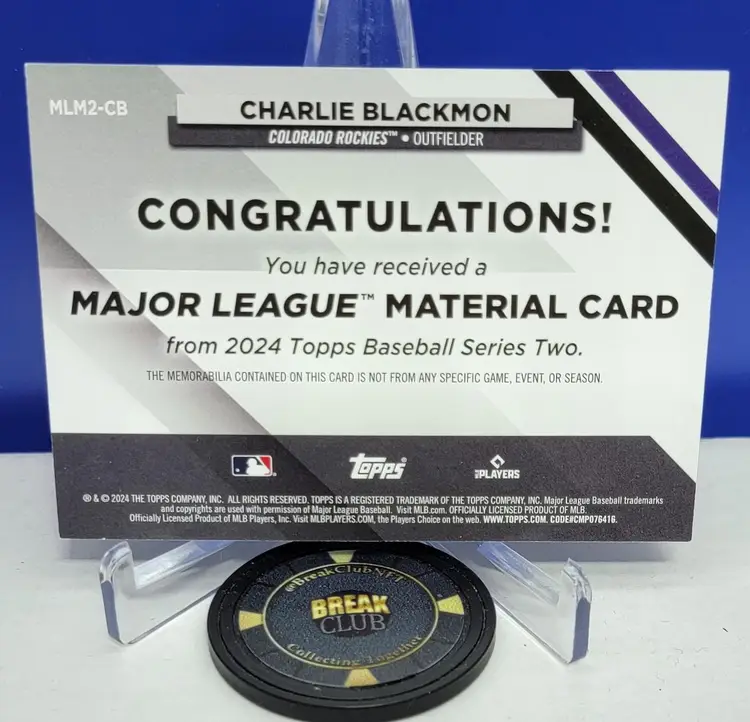 MLM2-CB
CHARLIE BLACKMON
COLORADO ROCKIES™ • OUTFIELDER
CONGRATULATIONS!
You have received a
MAJOR LEAGUE™ MATERIAL CARD
from 2024 Topps Baseball Series Two.
THE MEMORABILIA CONTAINED ON THIS CARD IS NOT FROM ANY SPECIFIC GAME, EVENT, OR SEASON.
Topps
PLAYERS
® & © 2024 THE TOPPS COMPANY, INC. ALL RIGHTS RESERVED. TOPPS IS A REGISTERED TRADEMARK OF THE TOPPS COMPANY, INC. Major League Baseball trademarks
and copyrights are used with permission of Major League Baseball. Visit MLB.com. OFFICIALLY LICENSED PRODUCT OF MLB.
Officially Licensed Product of MLB Players, Inc. Visit MLBPLAYERS.COM, the Players Choice on the web. WWW.TOPPS.COM. CODE#CMP076416.
@BreakClubNFT
BREAK
CLUB
Collecting Together